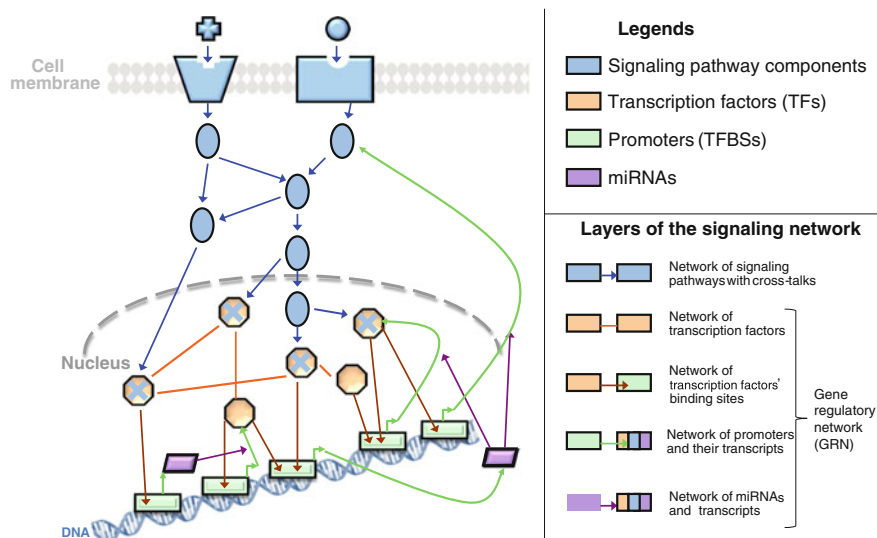 Cell
membrane
Nucleus
DNA
Legends
Signaling pathway components
Transcription factors (TFs)
Promoters (TFBSs)
miRNAs
Layers of the signaling network
Network of signaling
pathways with cross-talks
Network of
transcription factors
Network of
transcription factors'
binding sites
Network of promoters
and their transcripts
Network of miRNAs
and transcripts
Gene
regulatory
network
(GRN)